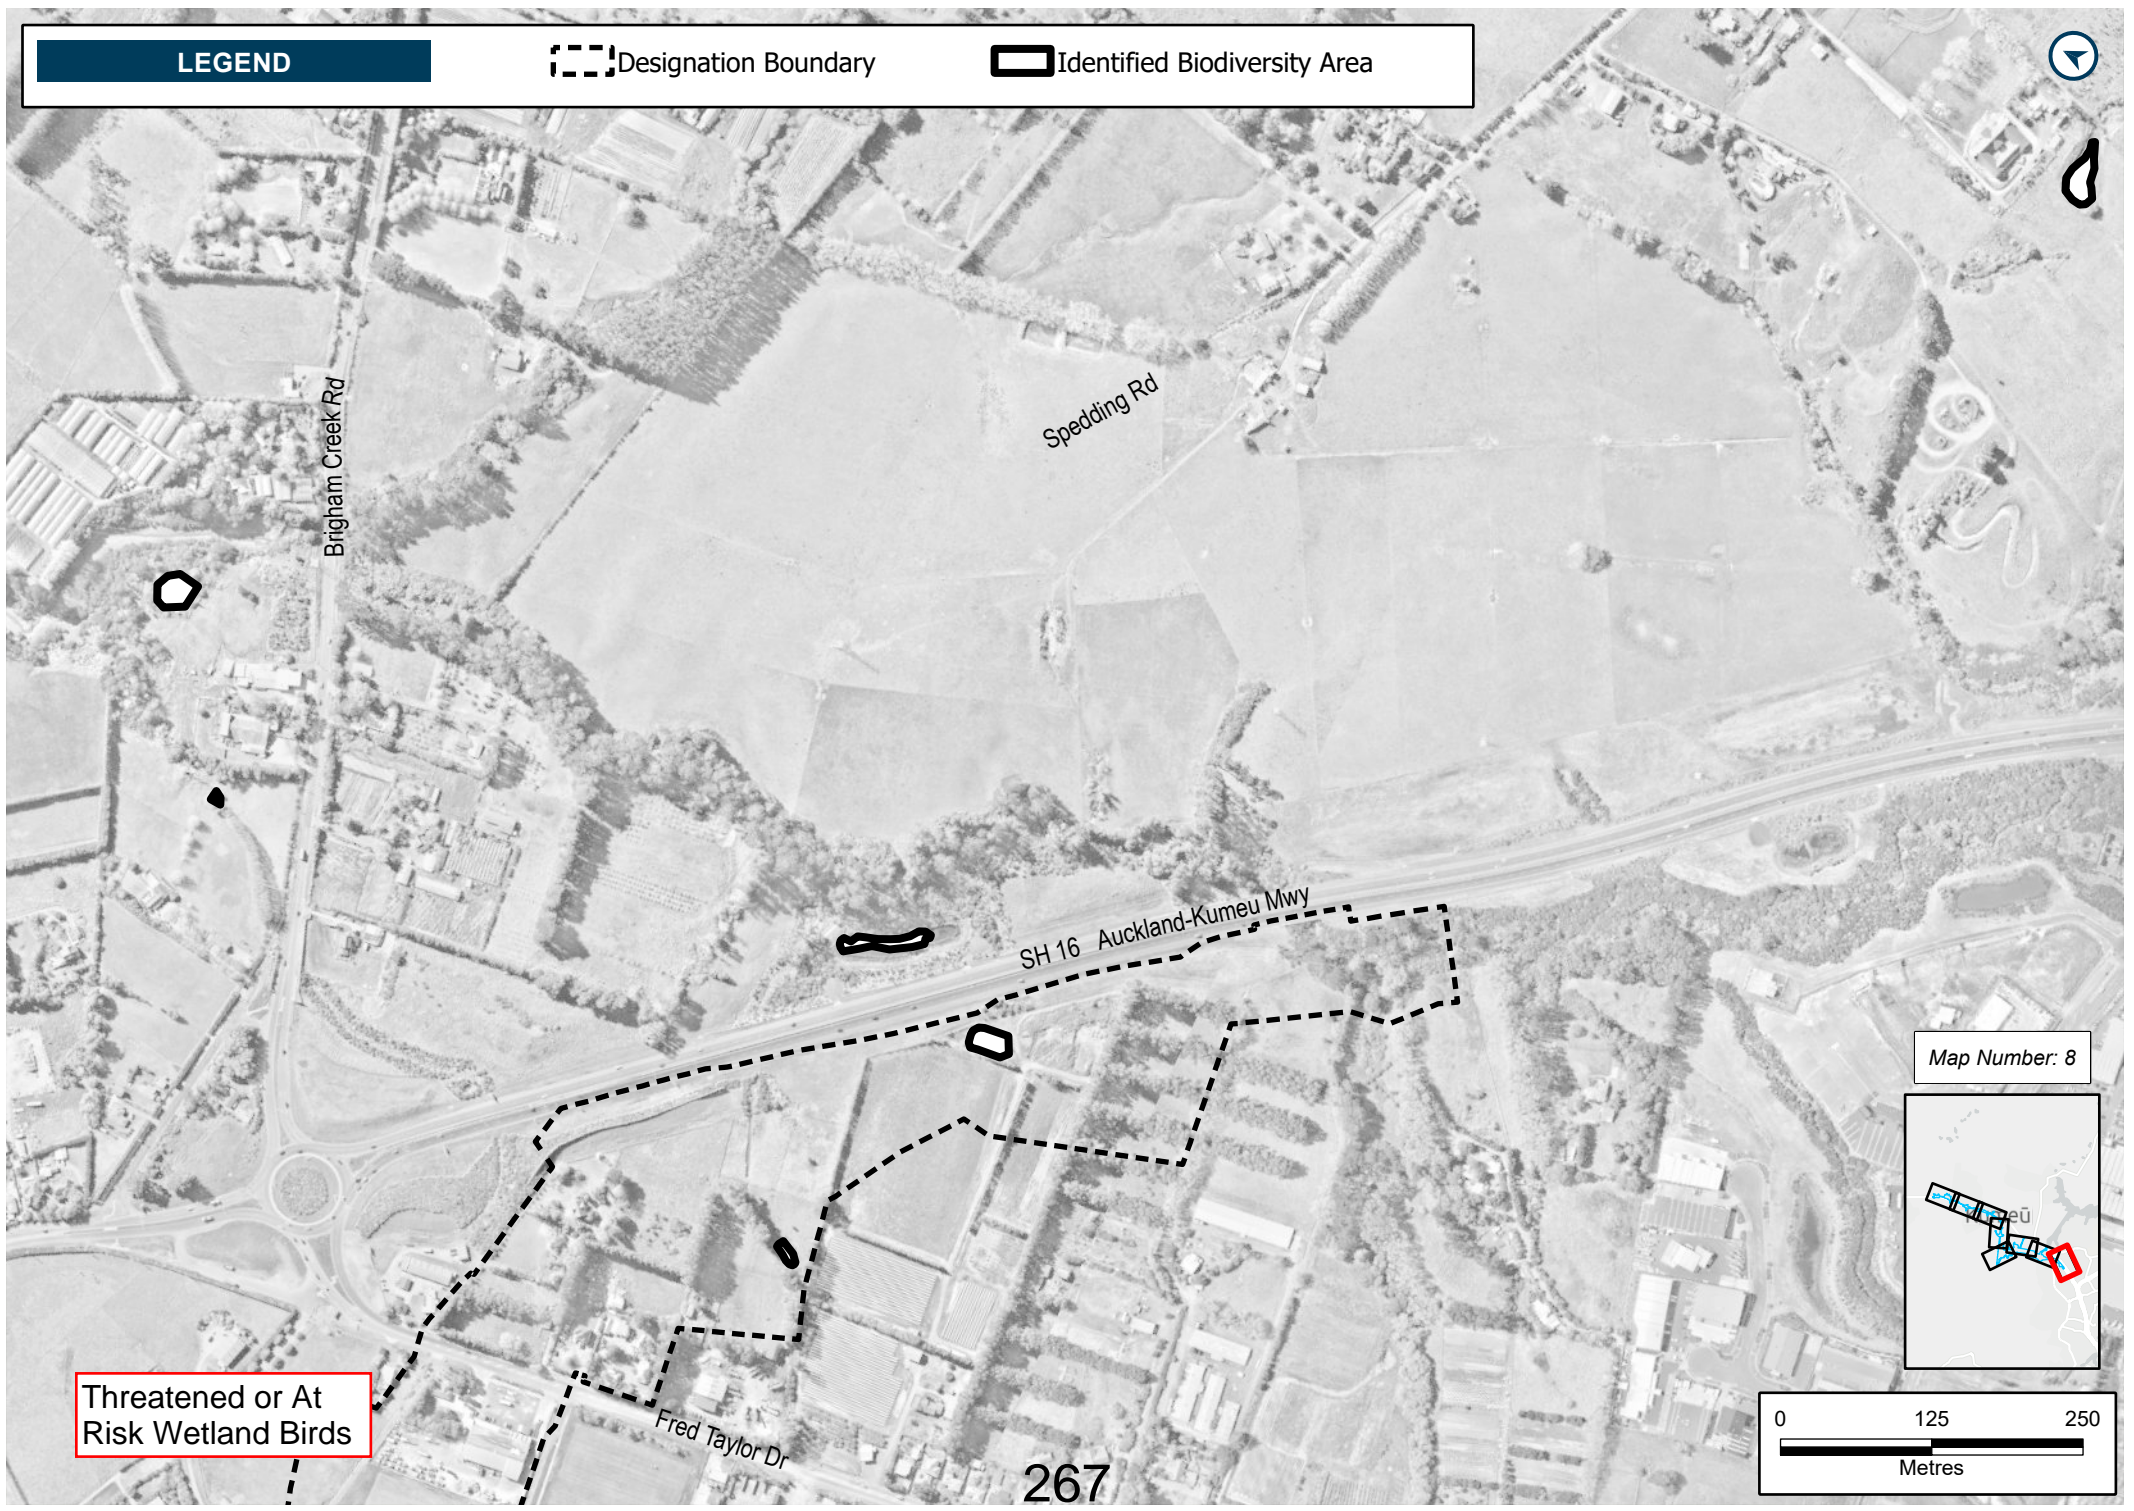 LEGEND
Designation Boundary
Identified Biodiversity Area
Brigham Creek Rd
Spedding Rd
SH 16 Auckland-Kumeu Mwy
Map Number: 8
Threatened or At
Risk Wetland Birds
Fred Taylor Dr
0 125 250
Metres
267